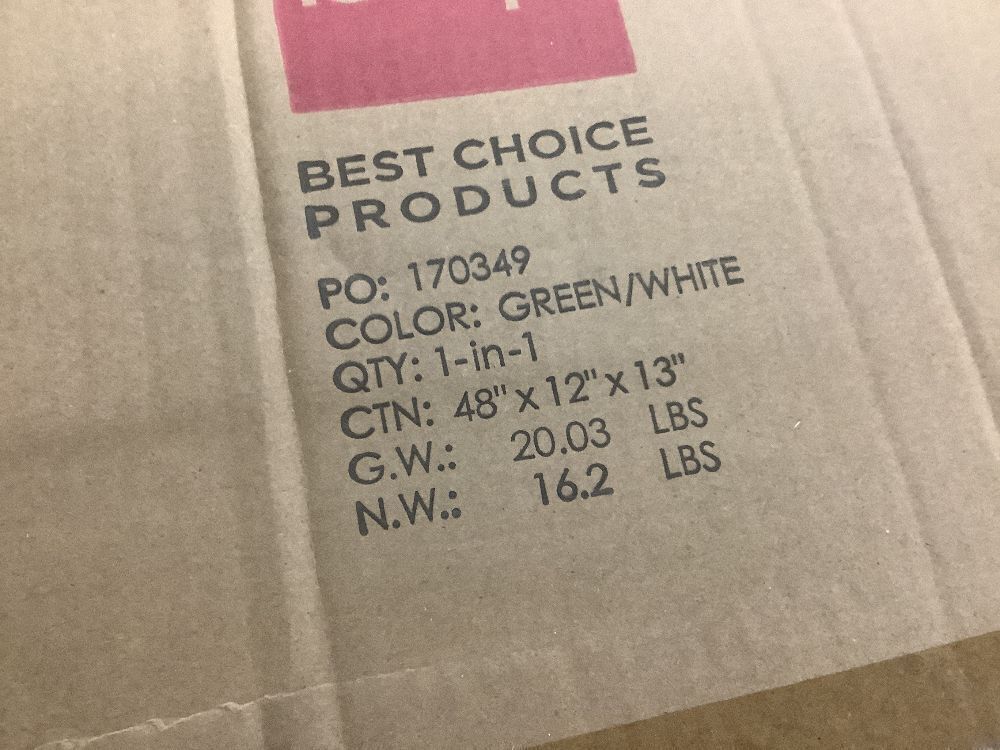 BEST CHOICE
PRODUCTS
PO: 170349
COLOR: GREEN/WHITE
QTY: 1-in-1
CTN: 48" x 12" x 13"
G.W.: 20.03 LBS
N.W.: 16.2 LBS